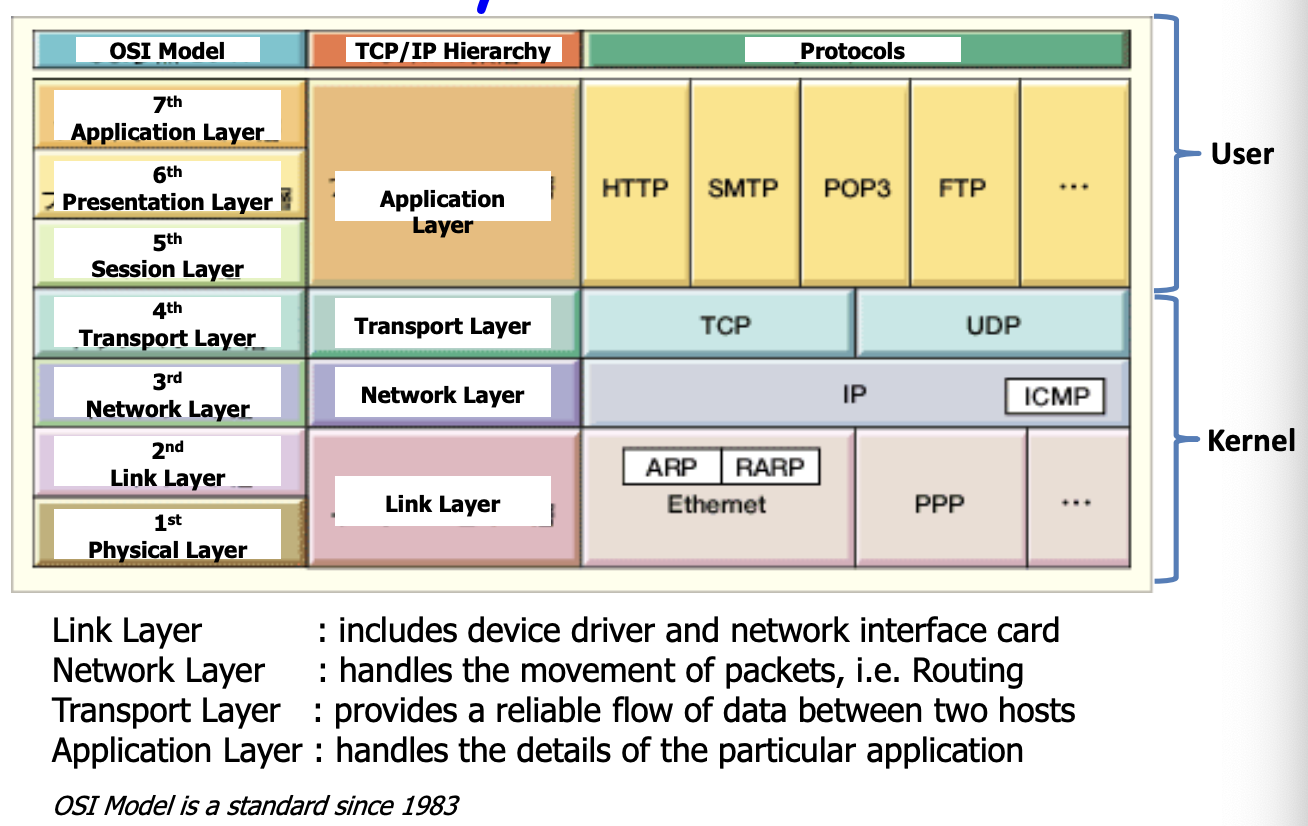 OSI Model
TCP/IP Hierarchy
Protocols
7th
Application Layer
6th
Presentation Layer
5th
Session Layer
4th
Transport Layer
3rd
Network Layer
2nd
Link Layer
1st
Physical Layer
Application
Layer
Transport Layer
Network Layer
Link Layer
HTTP
SMTP
POP3
FTP
...
TCP
UDP
IP
ICMP
ARP
RARP
Ethernet
PPP
...
User
Kernel
Link Layer : includes device driver and network interface card
Network Layer : handles the movement of packets, i.e. Routing
Transport Layer : provides a reliable flow of data between two hosts
Application Layer : handles the details of the particular application
OSI Model is a standard since 1983